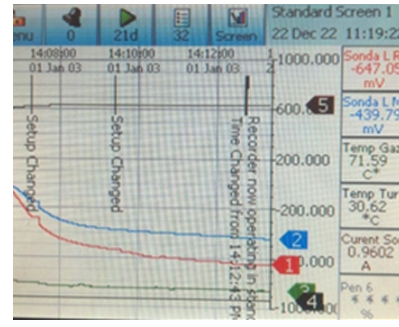 enu
0
21d
32
Screen
Standard
Screen 1
22 Dec 22 11:19:2
14:08:00 14:10:00 14:12:00
01 Jan 03 01 Jan 03 01 Jan 03
1000.000
600.
200.000
-200.000
0.000
-10
5
2
1
4
Setup Changed
Setup Changed
Recorder now operating in
Time Changed from 14:12:43
Sonda L R
-647.0
mV
Sonda L M
-439.79
mV
Temp Gaz
71.59
C*
Temp Tur
30.62
*C
Curent So
0.9602
A
Pen 6
* * * *
%